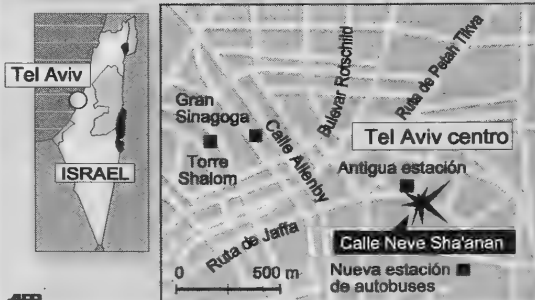 Tel Aviv
ISRAEL
Gran
Sinagoga
Torre
Shalom
Calle Allenby
Bulevar Rotschild
Ruta de Petah Tikva
Tel Aviv centro
Antigua estación
Calle Neve Sha'anan
Ruta de Jaffa
0 500 m
Nueva estación
de autobuses
AFP